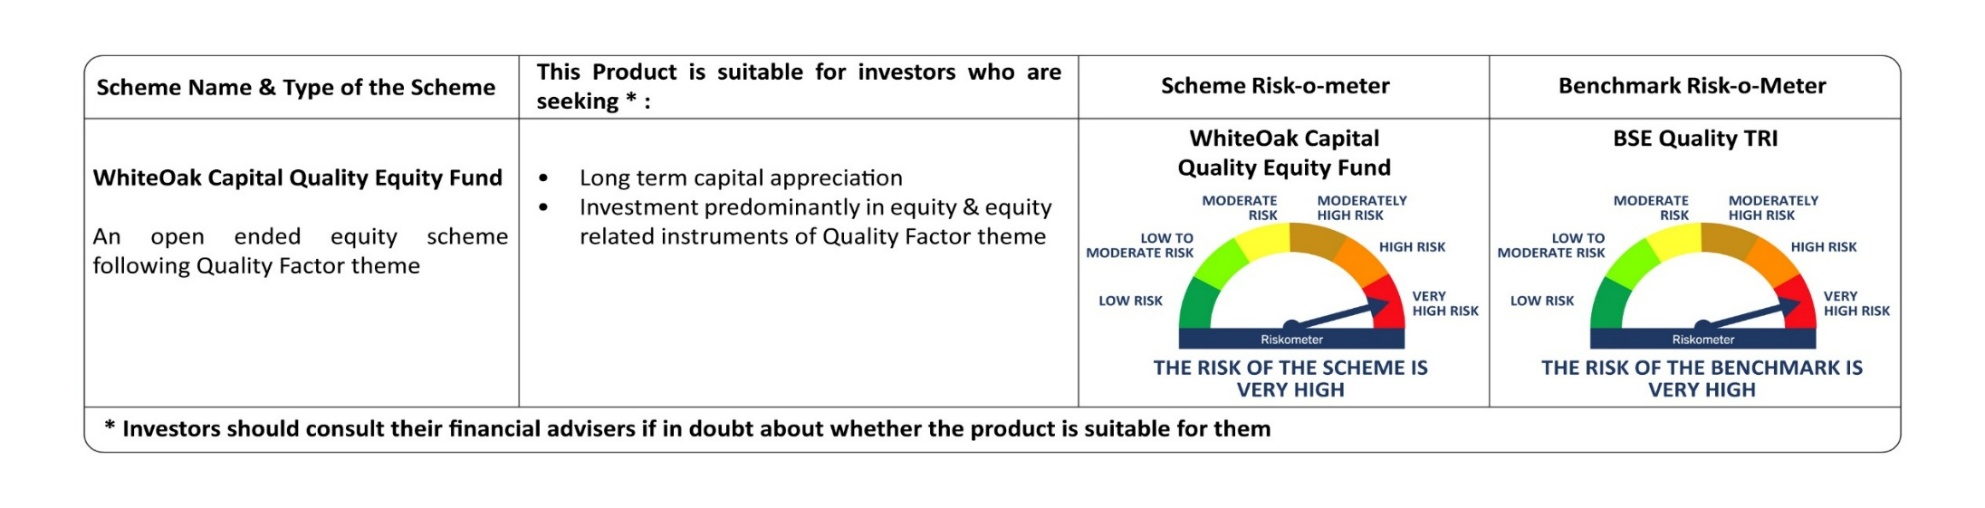 Scheme Name & Type of the Scheme
This Product is suitable for investors who are
seeking * :
Scheme Risk-o-meter
Benchmark Risk-o-Meter
WhiteOak Capital Quality Equity Fund
An open ended equity scheme
following Quality Factor theme
• Long term capital appreciation
• Investment predominantly in equity & equity
related instruments of Quality Factor theme
WhiteOak Capital
Quality Equity Fund
MODERATE
RISK
MODERATELY
HIGH RISK
LOW TO
MODERATE RISK
HIGH RISK
LOW RISK
VERY
HIGH RISK
Riskometer
THE RISK OF THE SCHEME IS
VERY HIGH
BSE Quality TRI
MODERATE
RISK
MODERATELY
HIGH RISK
LOW TO
MODERATE RISK
HIGH RISK
LOW RISK
VERY
HIGH RISK
Riskometer
THE RISK OF THE BENCHMARK IS
VERY HIGH
* Investors should consult their financial advisers if in doubt about whether the product is suitable for them